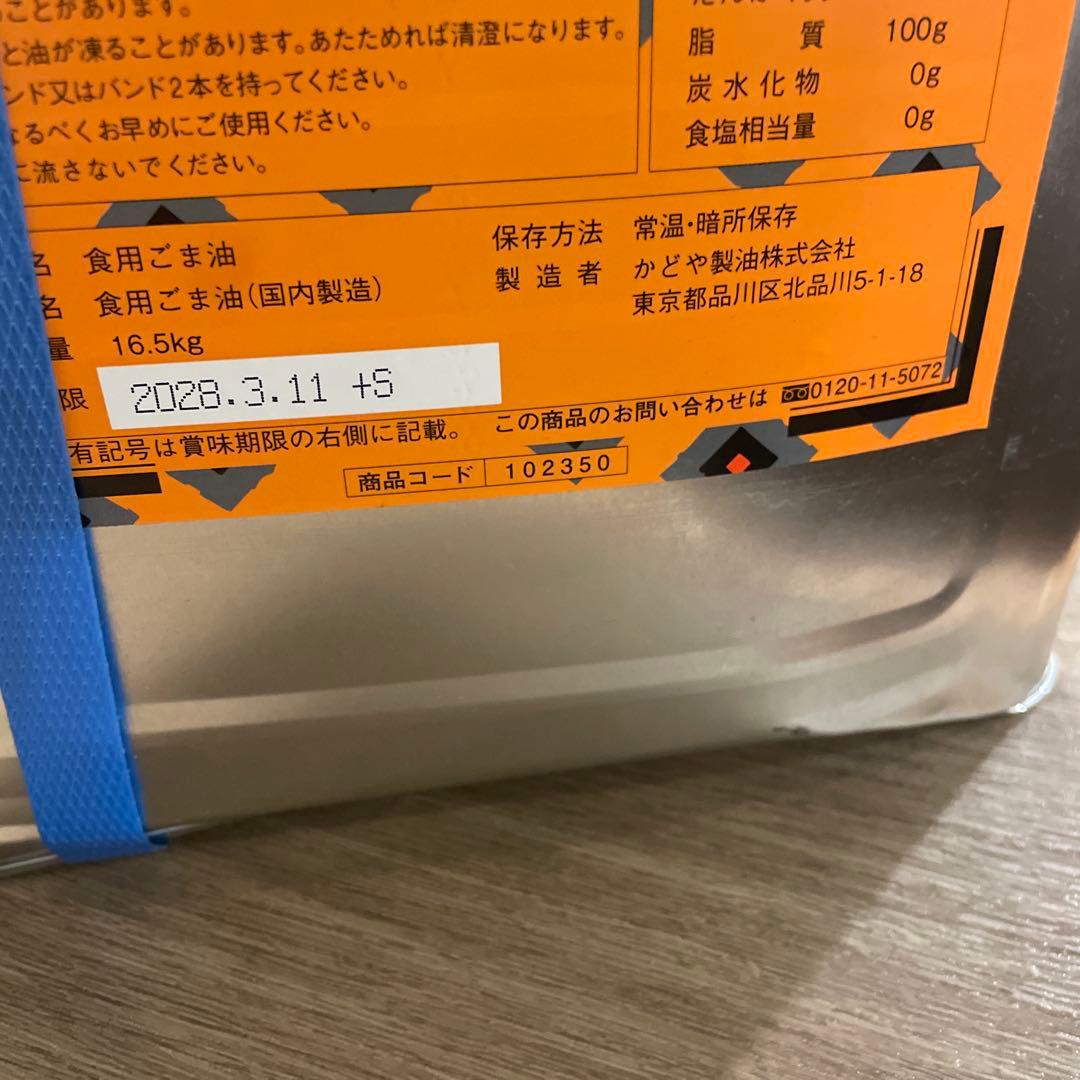 ことがあります。
と油が凍ることがあります。あたためれば清澄になります。
ンド又はバンド2本を持ってください。
なるべくお早めにご使用ください。
に流さないでください。
脂質 100g
炭水化物 0g
食塩相当量 0g
名 食用ごま油
名 食用ごま油(国内製造)
量 16.5kg
限 2028.3.11 +S
保存方法 常温・暗所保存
製造者 かどや製油株式会社
東京都品川区北品川5-1-18
有記号は賞味期限の右側に記載。
この商品のお問い合わせは 0120-11-5072
商品コード 102350